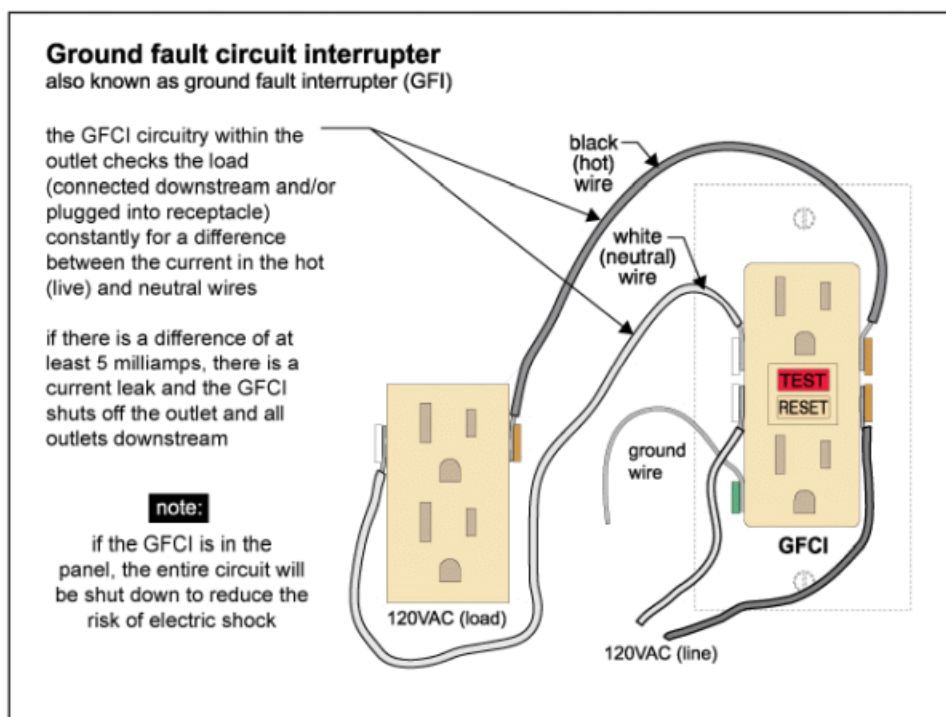 Ground fault circuit interrupter
also known as ground fault interrupter (GFI)
the GFCI circuitry within the
outlet checks the load
(connected downstream and/or
plugged into receptacle)
constantly for a difference
between the current in the hot
(live) and neutral wires
if there is a difference of at
least 5 milliamps, there is a
current leak and the GFCI
shuts off the outlet and all
outlets downstream
note:
if the GFCI is in the
panel, the entire circuit will
be shut down to reduce the
risk of electric shock
black
(hot)
wire
white
(neutral)
wire
TEST
RESET
ground
wire
GFCI
120VAC (load)
120VAC (line)